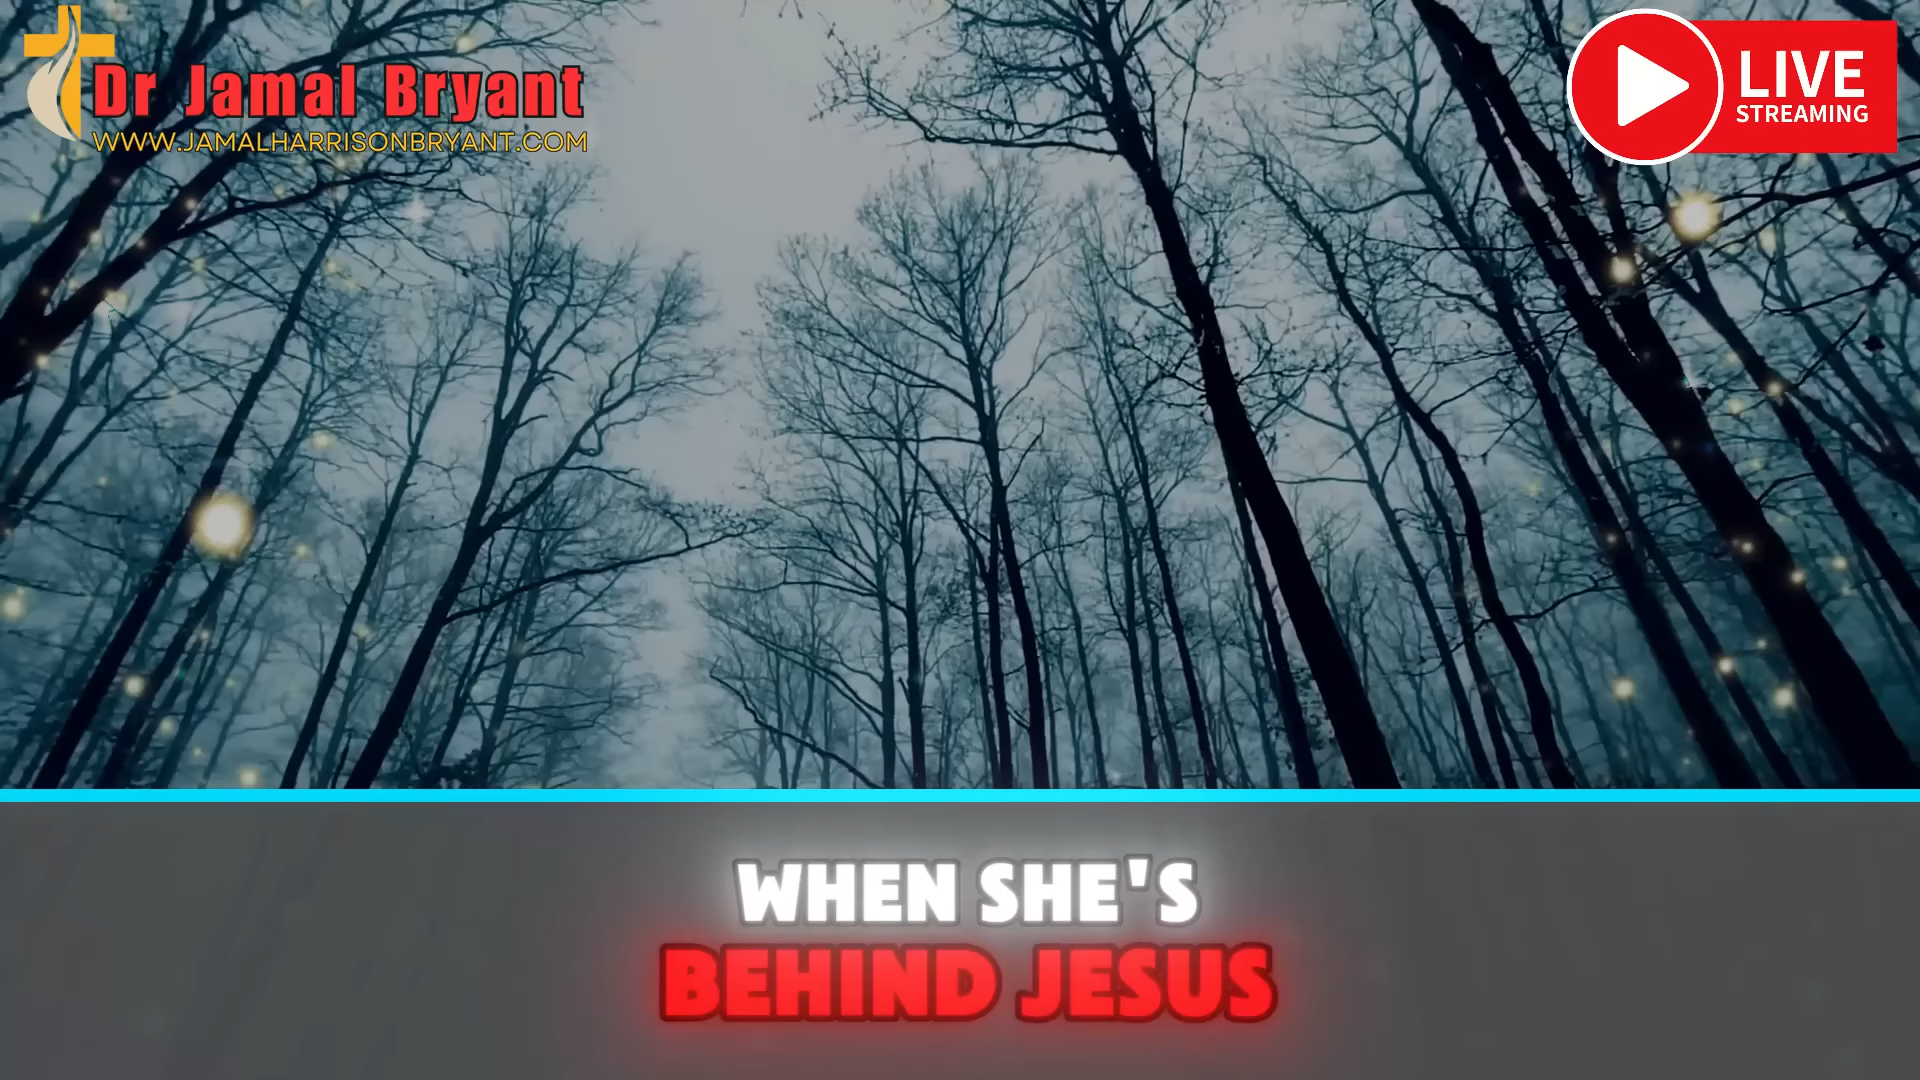 Dr Jamal Bryant
WWW.JAMALHARRISONBRYANT.COM
LIVE
STREAMING
WHEN SHE'S
BEHIND JESUS